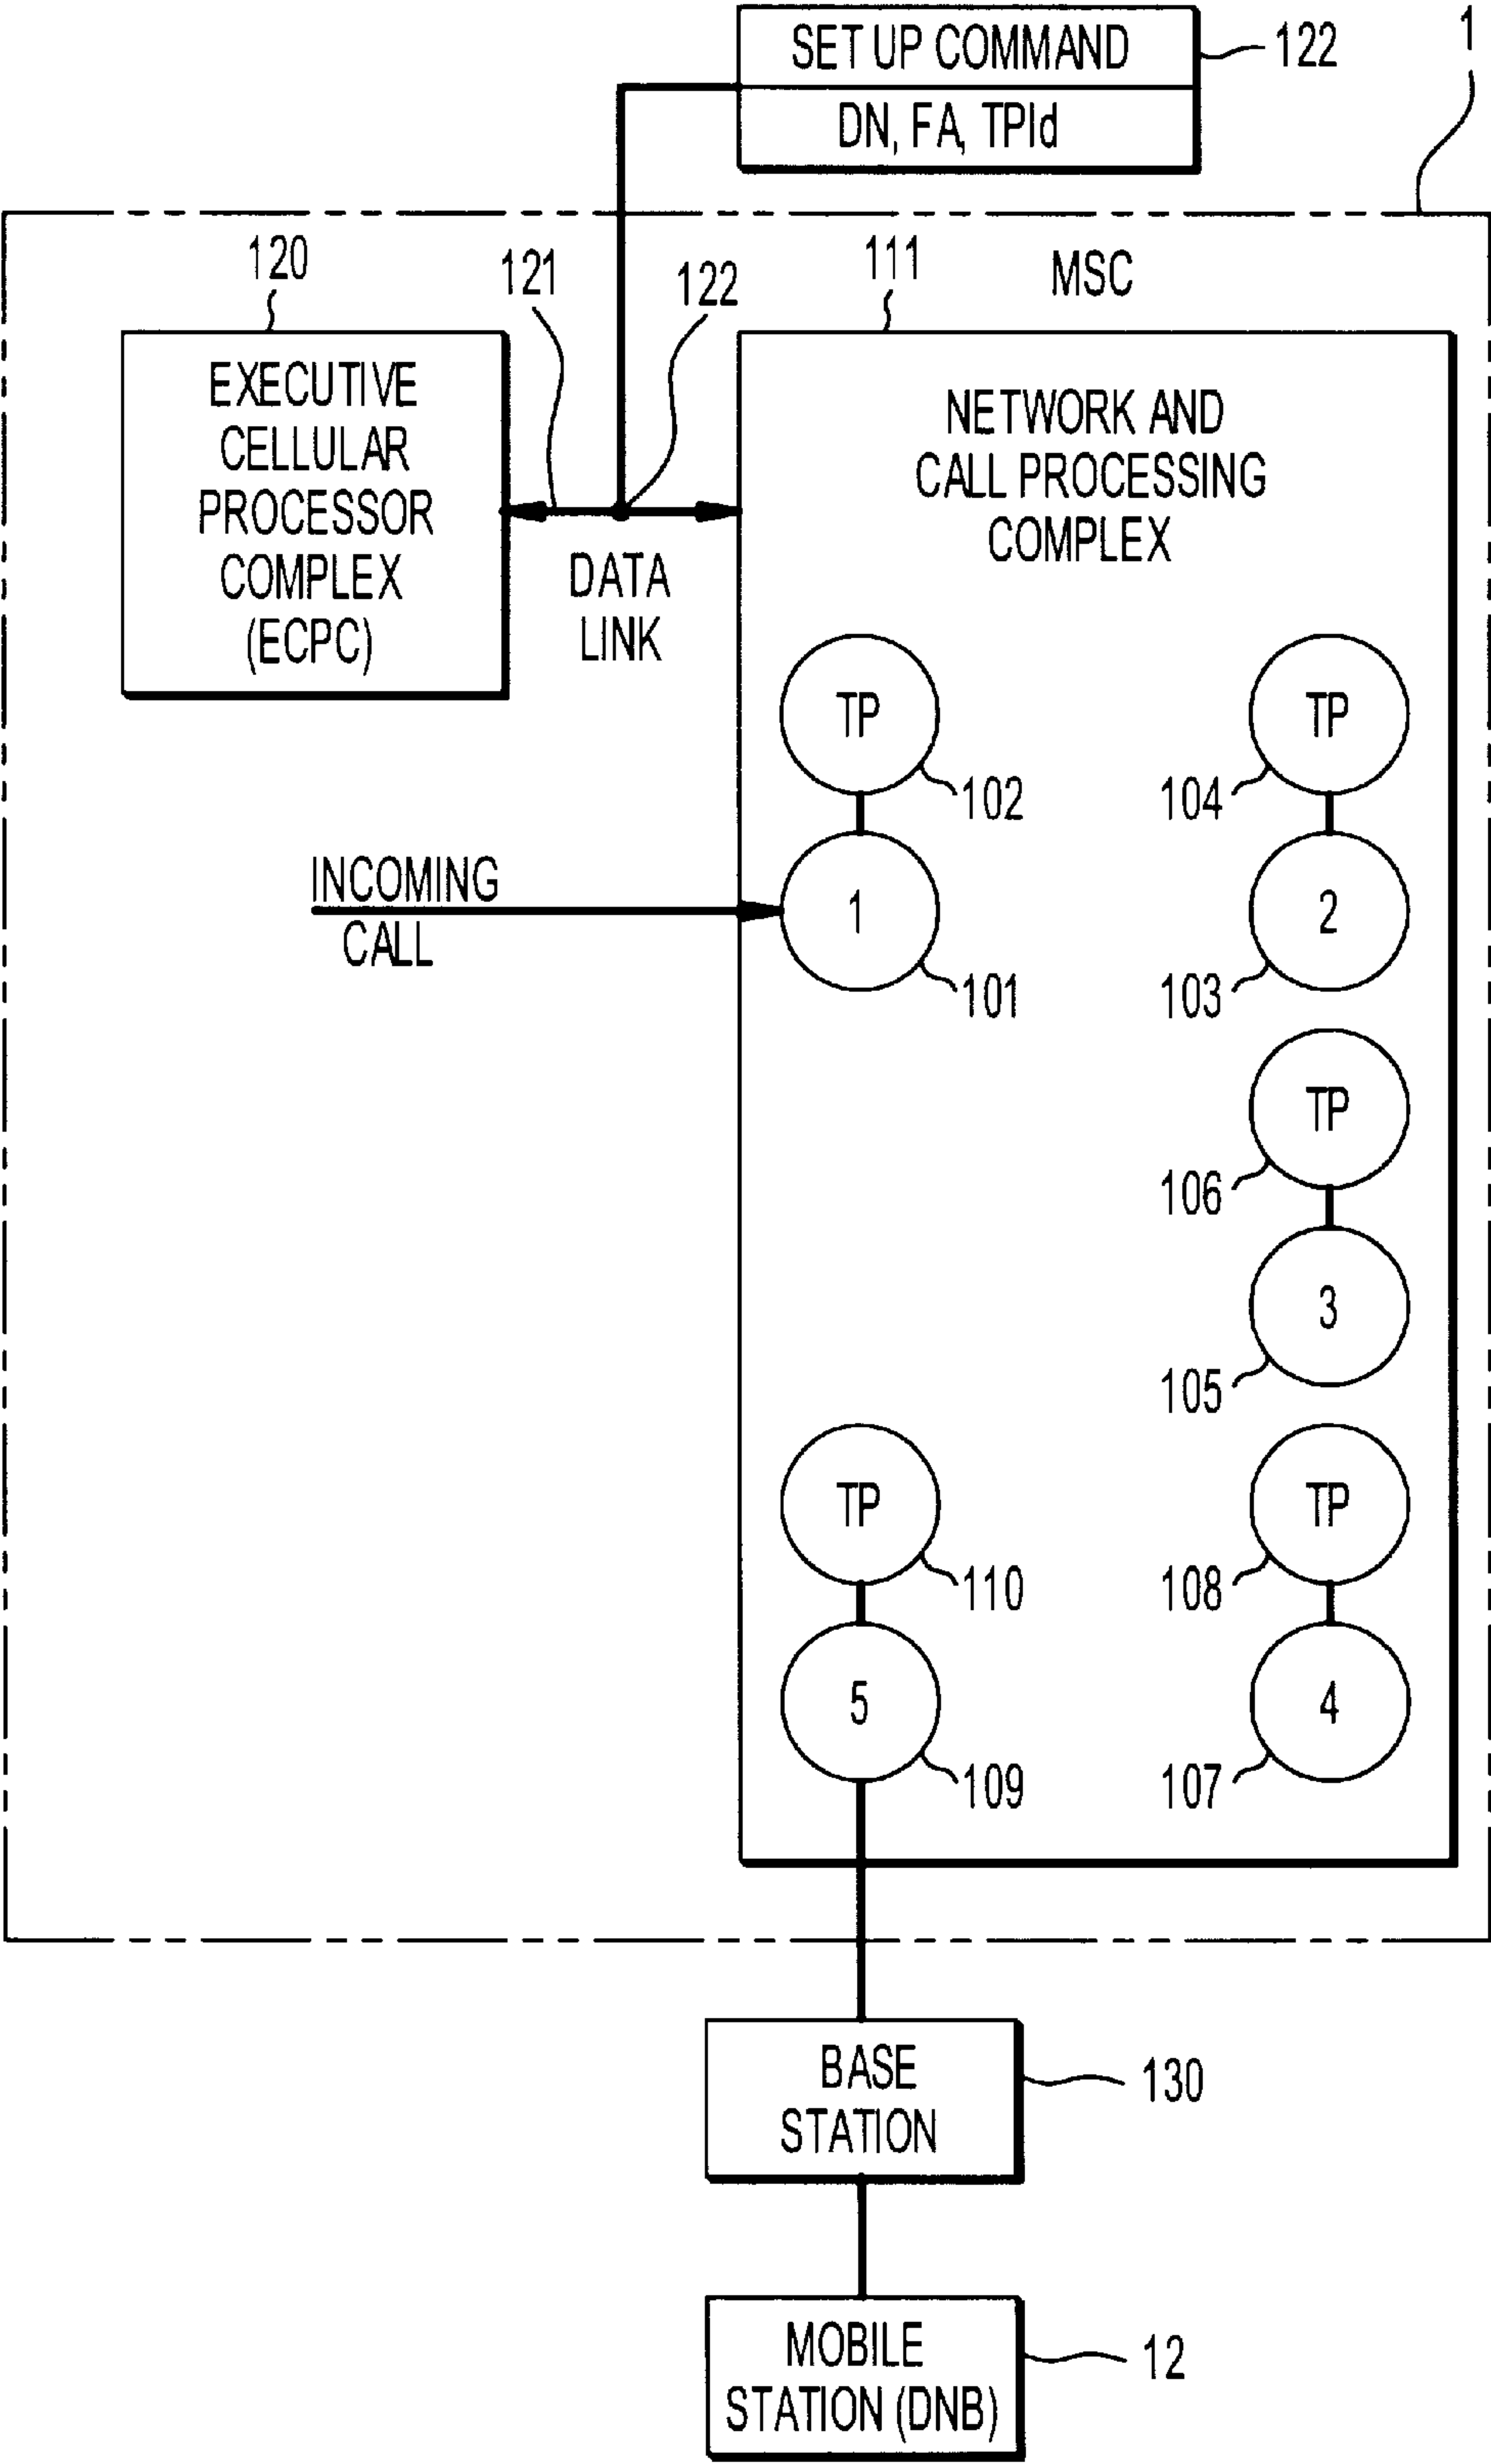 SET UP COMMAND
122
1
DN, FA, TPId
120
121
122
111
MSC
EXECUTIVE
CELLULAR
PROCESSOR
COMPLEX
(ECPC)
DATA
LINK
NETWORK AND
CALL PROCESSING
COMPLEX
TP
102
TP
104
INCOMING
CALL
1
101
2
103
TP
106
3
105
TP
110
TP
108
5
109
4
107
BASE
STATION
130
MOBILE
STATION (DNB)
12